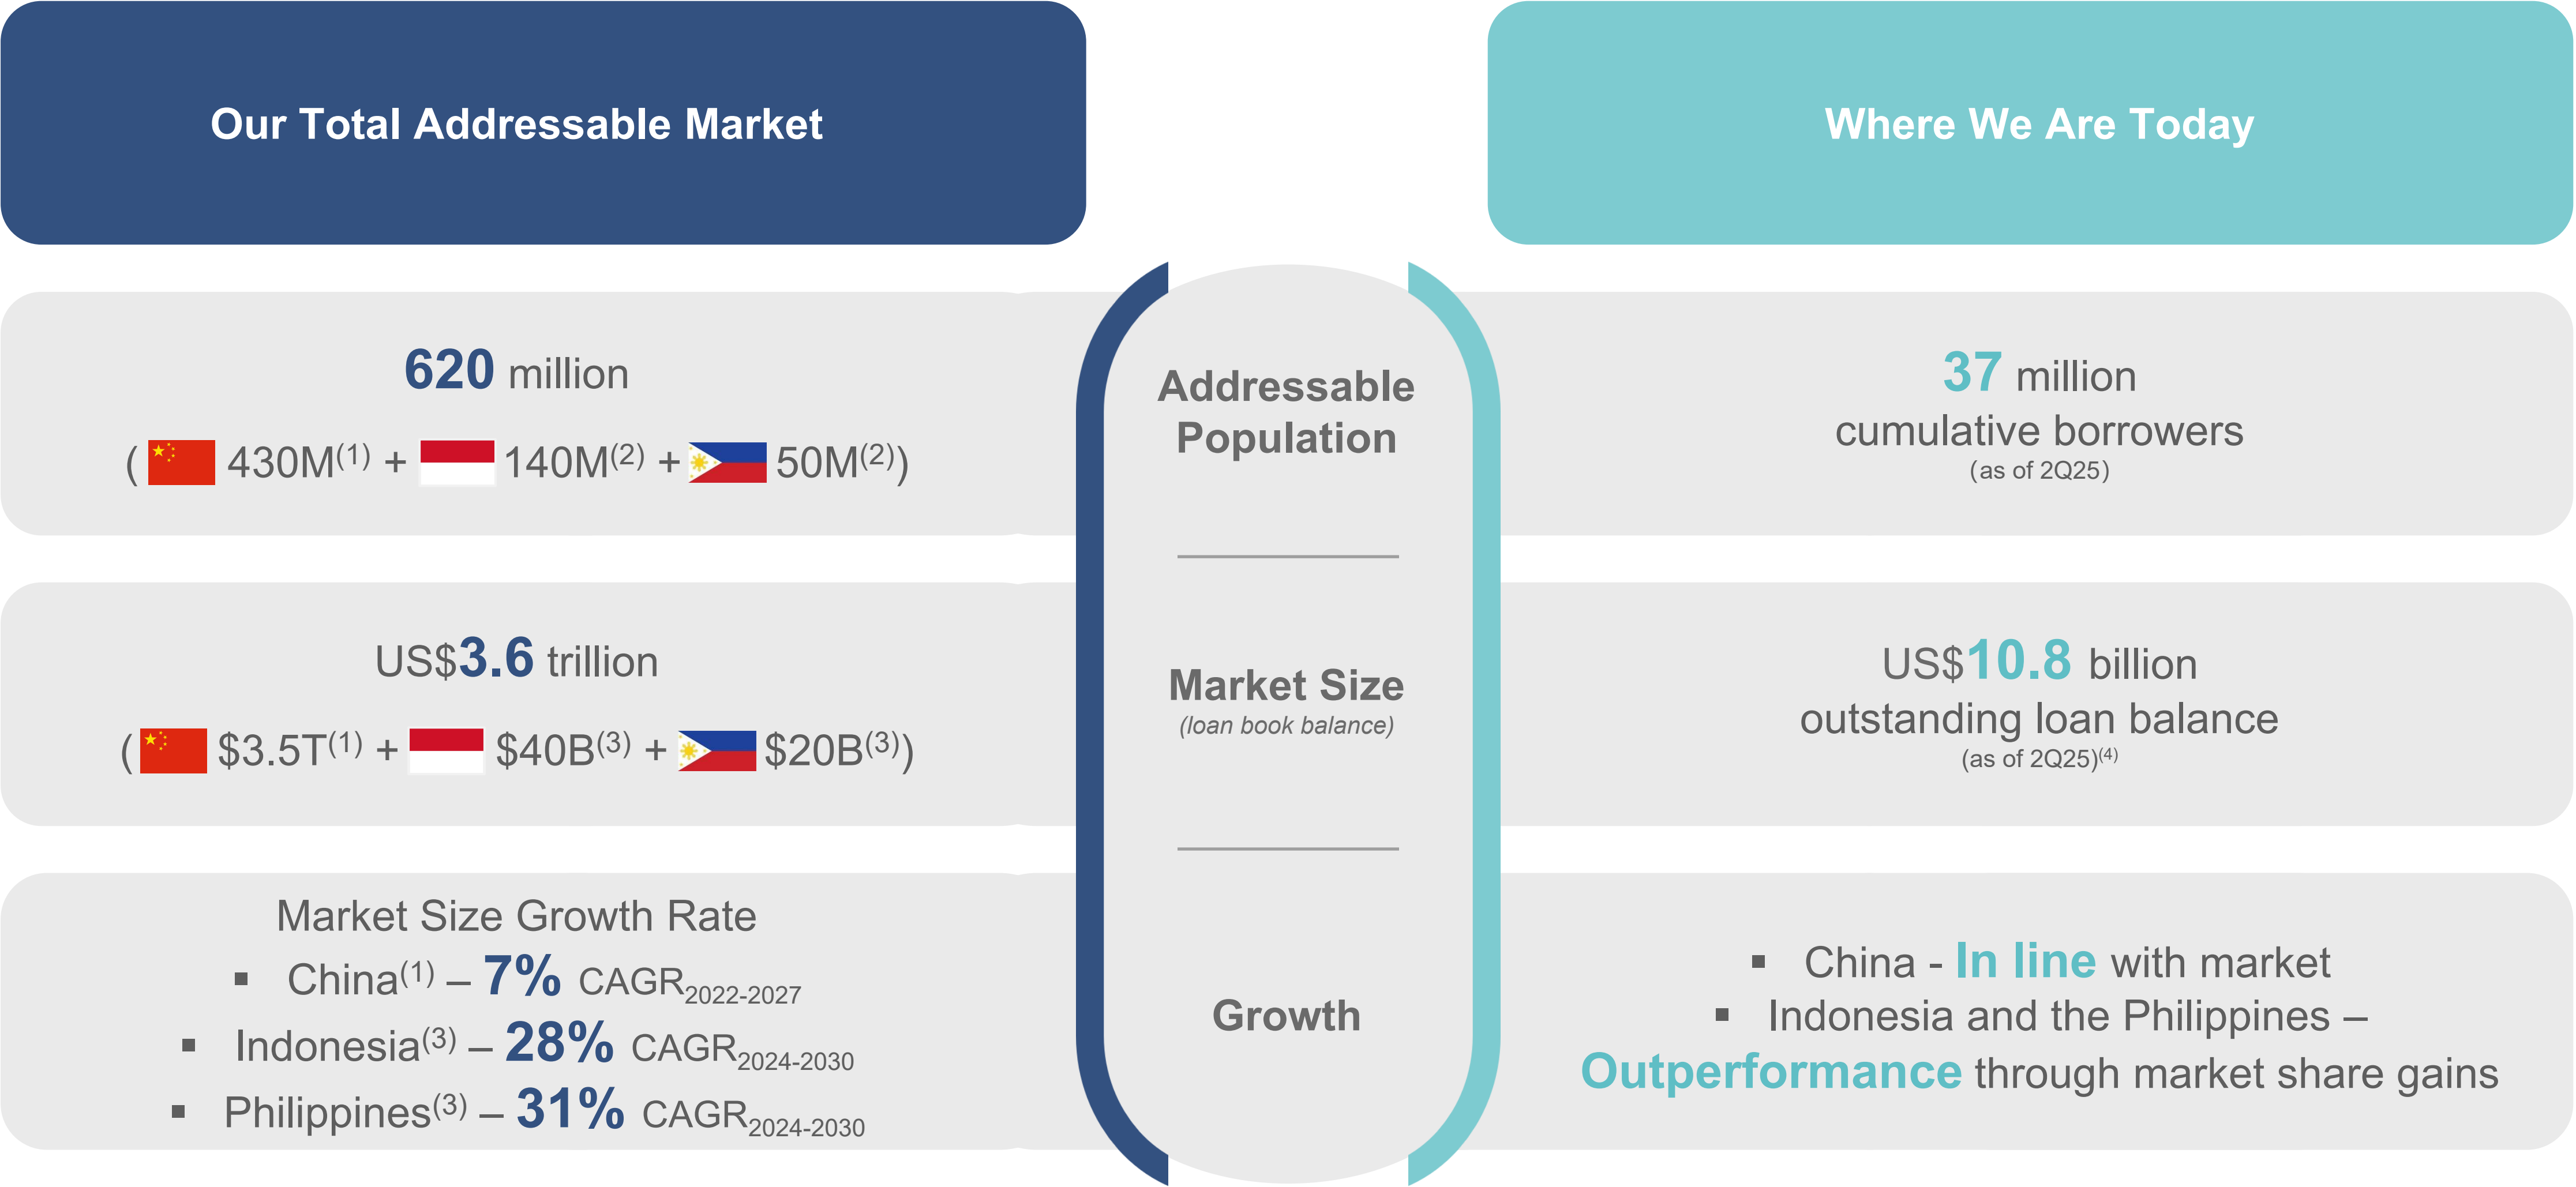 Our Total Addressable Market
Where We Are Today
620 million
( 430M(1) + 140M(2) + 50M(2))
Addressable
Population
37 million
cumulative borrowers
(as of 2Q25)
US$3.6 trillion
( $3.5T(1) + $40B(3) + $20B(3))
Market Size
(loan book balance)
US$10.8 billion
outstanding loan balance
(as of 2Q25)(4)
Market Size Growth Rate
▪ China(1) – 7% CAGR2022-2027
▪ Indonesia(3) – 28% CAGR2024-2030
▪ Philippines(3) – 31% CAGR2024-2030
Growth
▪ China - In line with market
▪ Indonesia and the Philippines –
Outperformance through market share gains